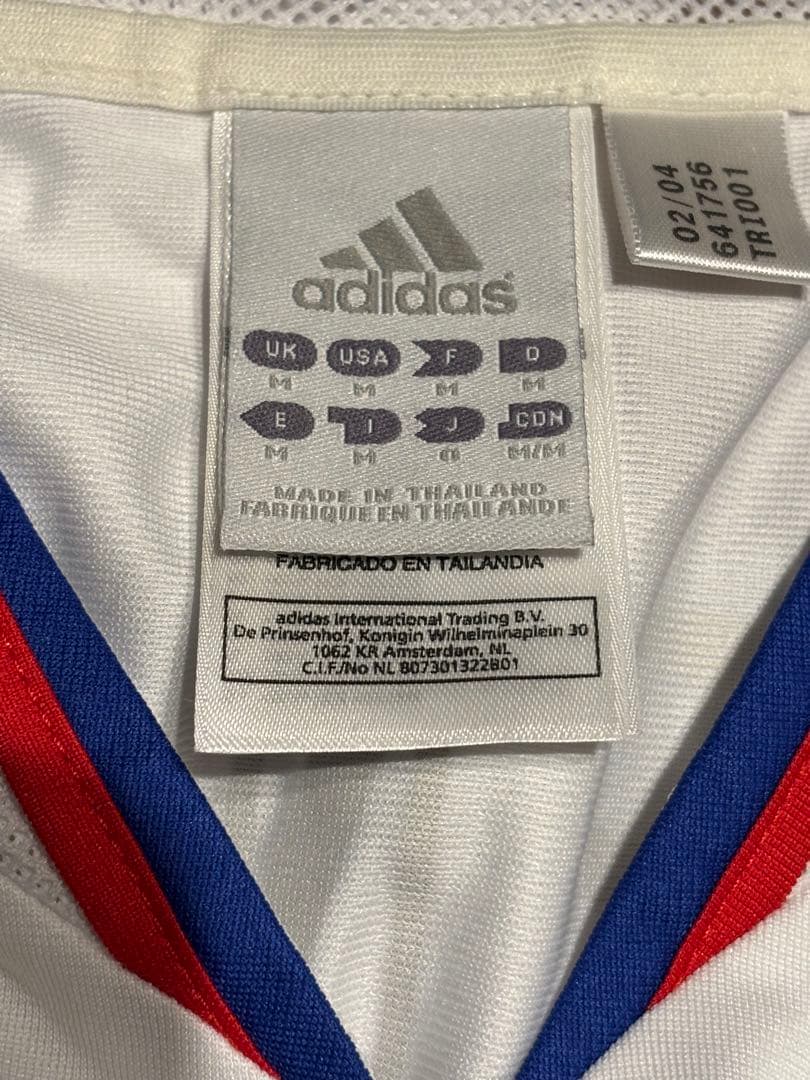 adidas
UK USA F D
M M M M
E I J CDN
M M O M/M
MADE IN THAILAND
FABRIQUE EN THAILANDE
FABRICADO EN TAILANDIA
adidas International Trading B.V.
De Prinsenhof, Konigin Wilhelminaplein 30
1062 KR Amsterdam, NL
C.I.F./No NL 807301322B01
02/04
641756
TRI001